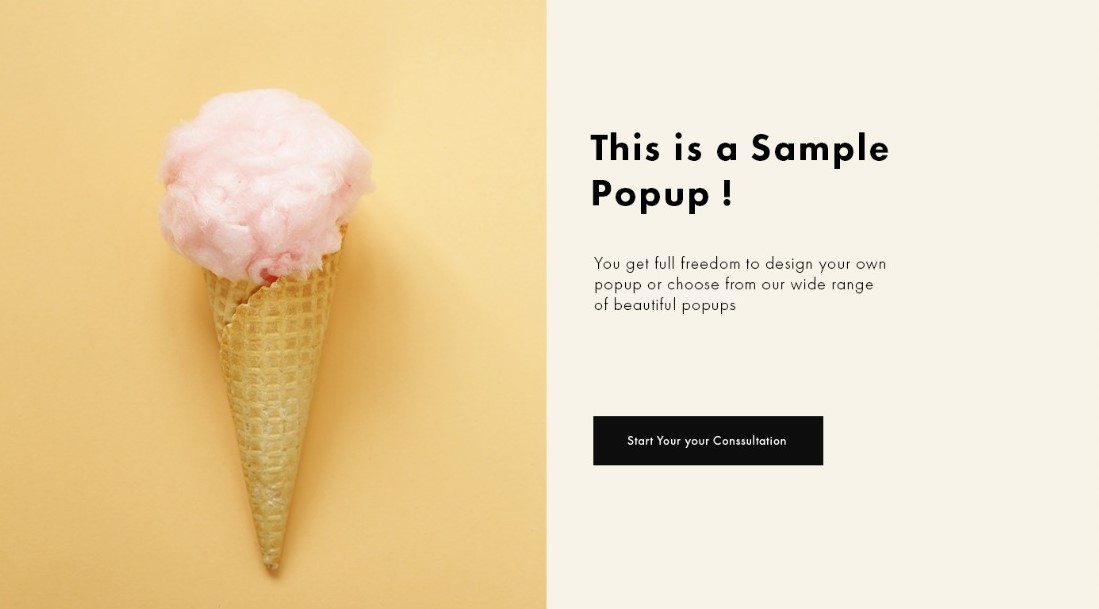 This is a Sample
Popup !
You get full freedom to design your own
popup or choose from our wide range
of beautiful popups
Start Your your Conssultation